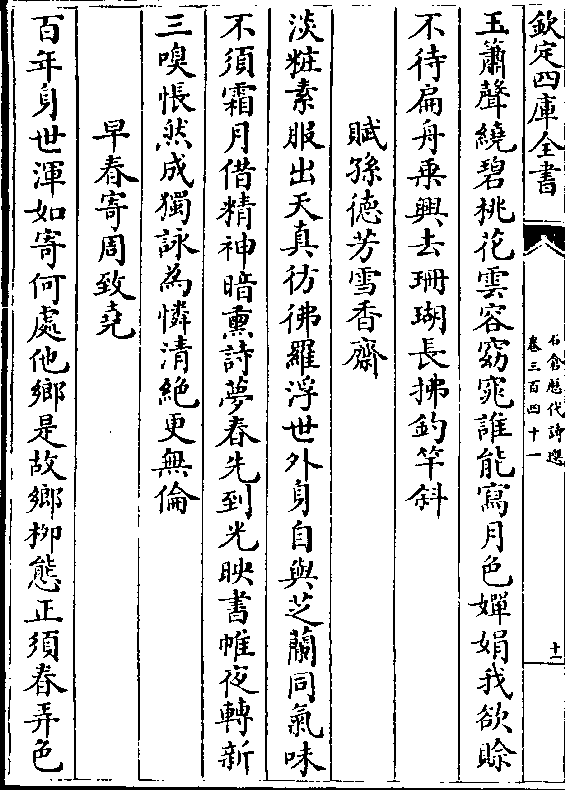 欽定四庫全書
石倉歷代詩選
卷三百四十一
十一
玉簫聲繞碧桃花雲容窈窕誰能寫月色嬋娟我欲賒
不待扁舟乘興去珊瑚長拂釣竿斜
賦孫德芳雪香齋
淡粧素服出天真彷彿羅浮世外身自與芝蘭同氣味
不須霜月借精神暗熏詩夢春先到光映書帷夜轉新
三嗅悵然成獨詠為憐清絶更無倫
早春寄周致堯
百年身世渾如寄何處他鄉是故鄉柳態正須春弄色